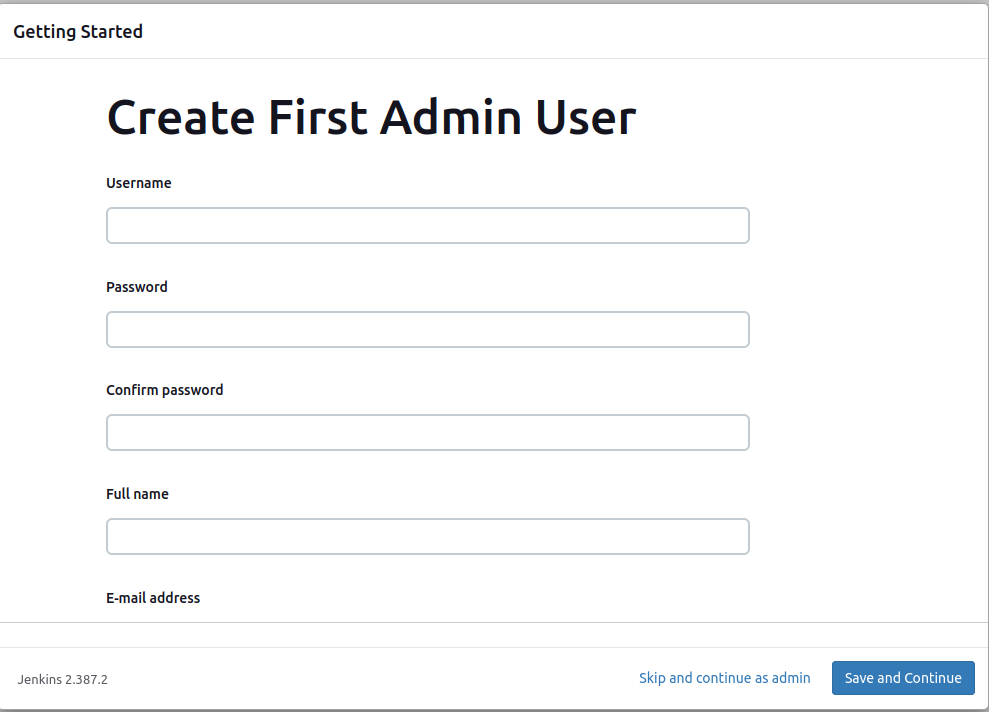 Getting Started
Create First Admin User
Username
Password
Confirm password
Full name
E-mail address
Jenkins 2.387.2
Skip and continue as admin
Save and Continue